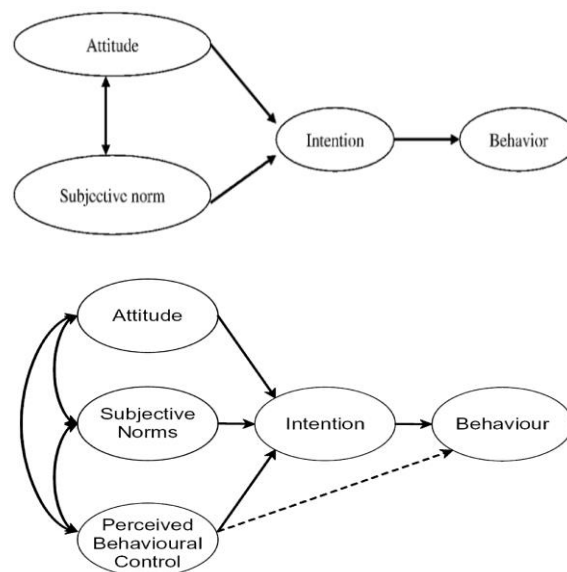 Attitude
Intention
Behavior
Subjective norm
Attitude
Subjective
Norms
Intention
Behaviour
Perceived
Behavioural
Control